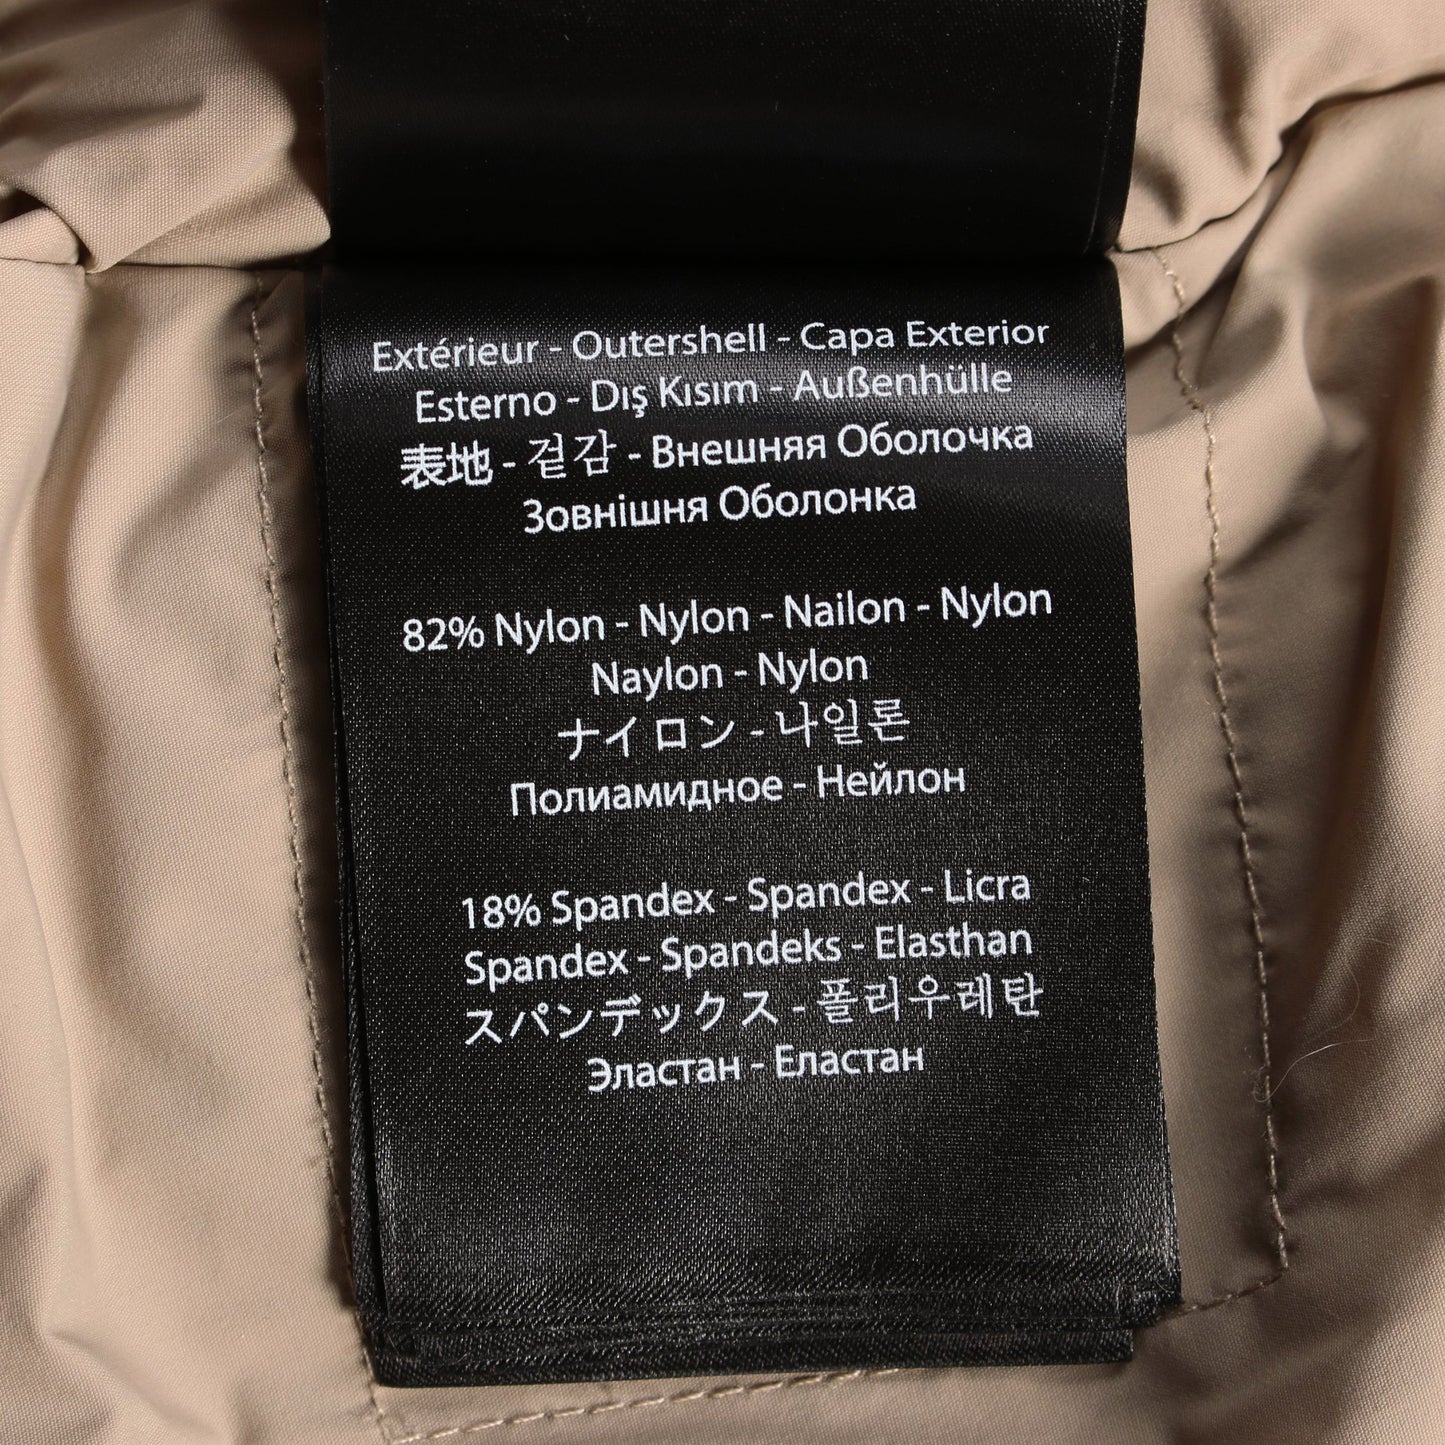 Extérieur - Outershell - Capa Exterior
Esterno - Dış Kısım - Außenhülle
表地 - 겉감 - Внешняя Оболочка
Зовнішня Оболонка
82% Nylon - Nylon - Nailon - Nylon
Naylon - Nylon
ナイロン - 나일론
Полиамидное - Нейлон
18% Spandex - Spandex - Licra
Spandex - Spandeks - Elasthan
スパンデックス - 폴리우레탄
Эластан - Еластан